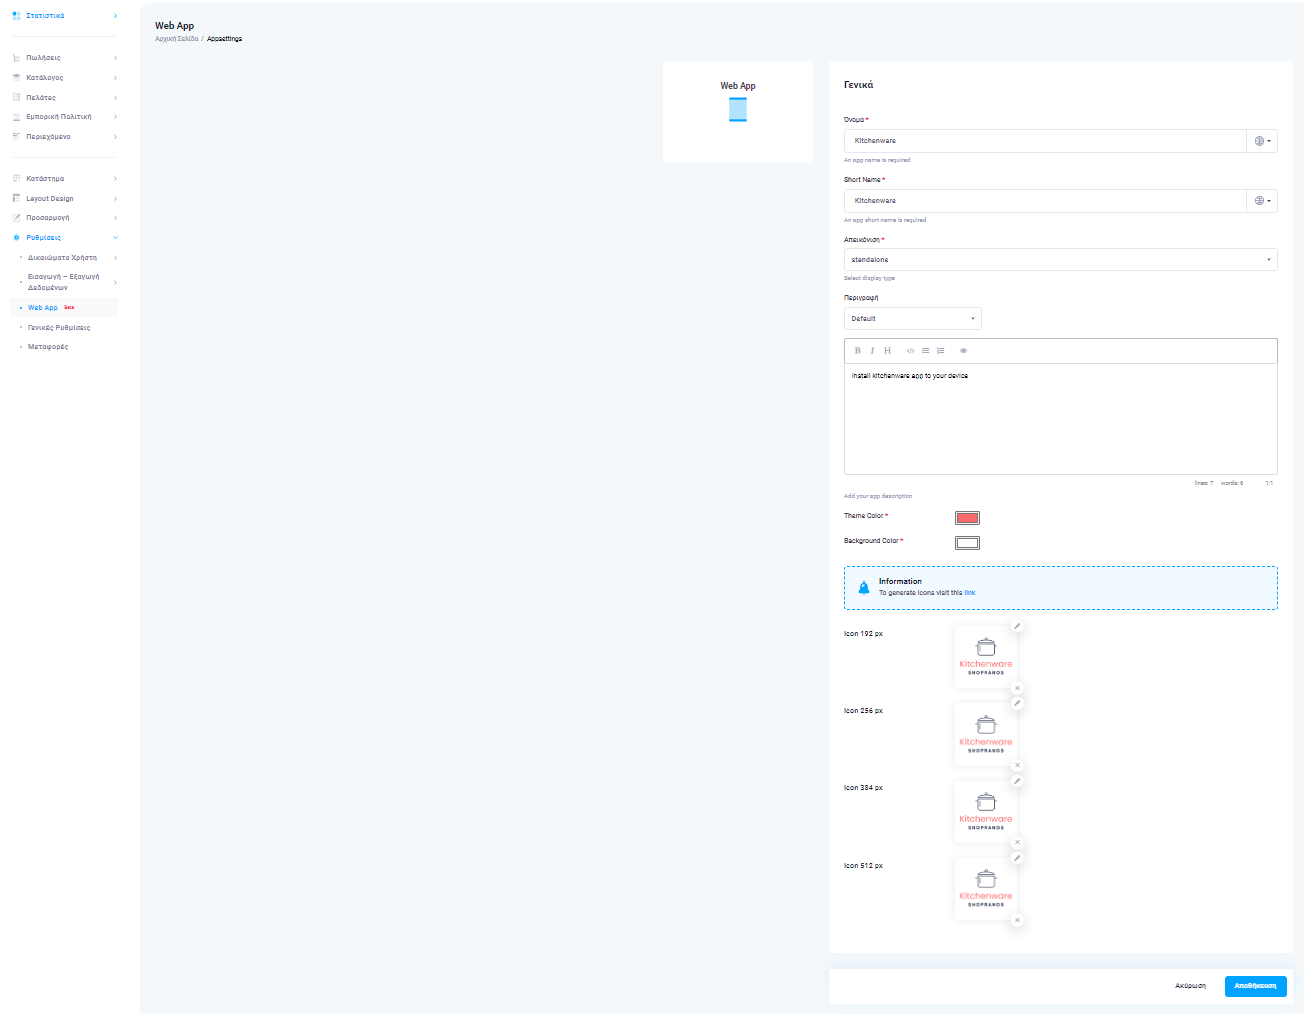 Στατιστικά
Πωλήσεις
Κατάλογος
Πελάτες
Εμπορική Πολιτική
Περιεχόμενο
Κατάστημα
Layout Design
Προσαρμογή
Ρυθμίσεις
Δικαιώματα Χρήστη
Εισαγωγή – Εξαγωγή
Δεδομένων
Web App Beta
Γενικές Ρυθμίσεις
Μεταφορές
Web App
Αρχική Σελίδα / Appsettings
Web App
Γενικά
Όνομα *
Kitchenware
An app name is required
Short Name *
Kitchenware
An app short name is required
Απεικόνιση *
standalone
Select display type
Περιγραφή
Default
B I H
Install kitchenware app to your device
lines: 7 words: 6 1:1
Add your app description
Theme Color *
Background Color *
Information
To generate icons visit this link
Icon 192 px
Kitchenware
SHOPRANOS
Icon 256 px
Kitchenware
SHOPRANOS
Icon 384 px
Kitchenware
SHOPRANOS
Icon 512 px
Kitchenware
SHOPRANOS
Ακύρωση
Αποθήκευση